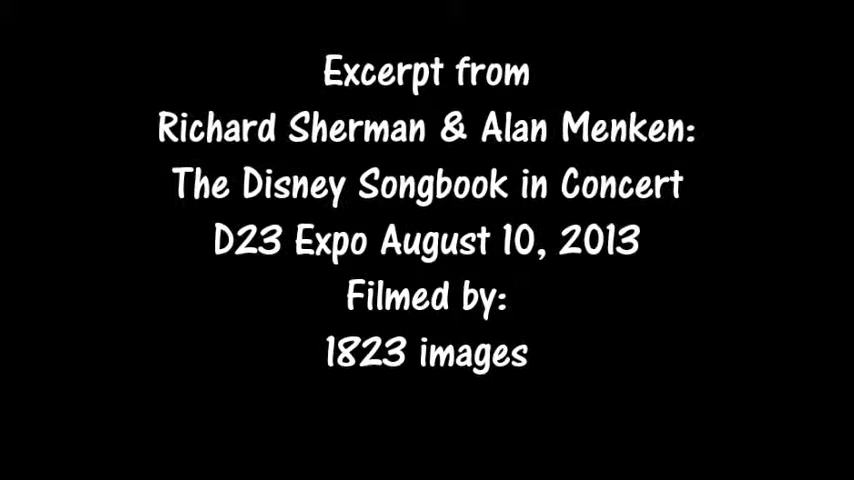 Excerpt from
Richard Sherman & Alan Menken:
The Disney Songbook in Concert
D23 Expo August 10, 2013
Filmed by:
1823 images